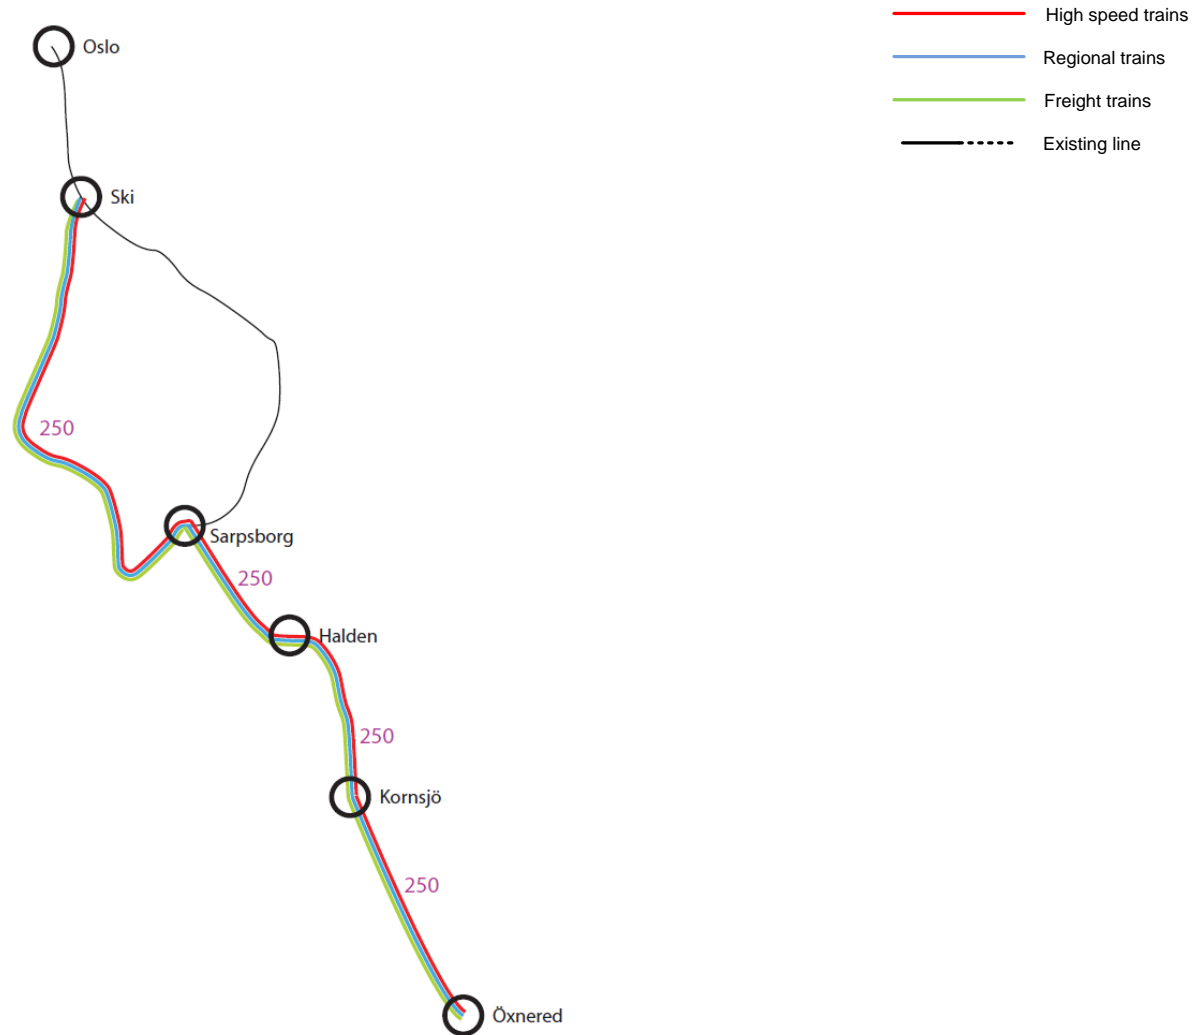 High speed trains
Oslo
Regional trains
Freight trains
Existing line
Ski
250
Sarpsborg
250
Halden
250
Kornsjö
250
Öxnered